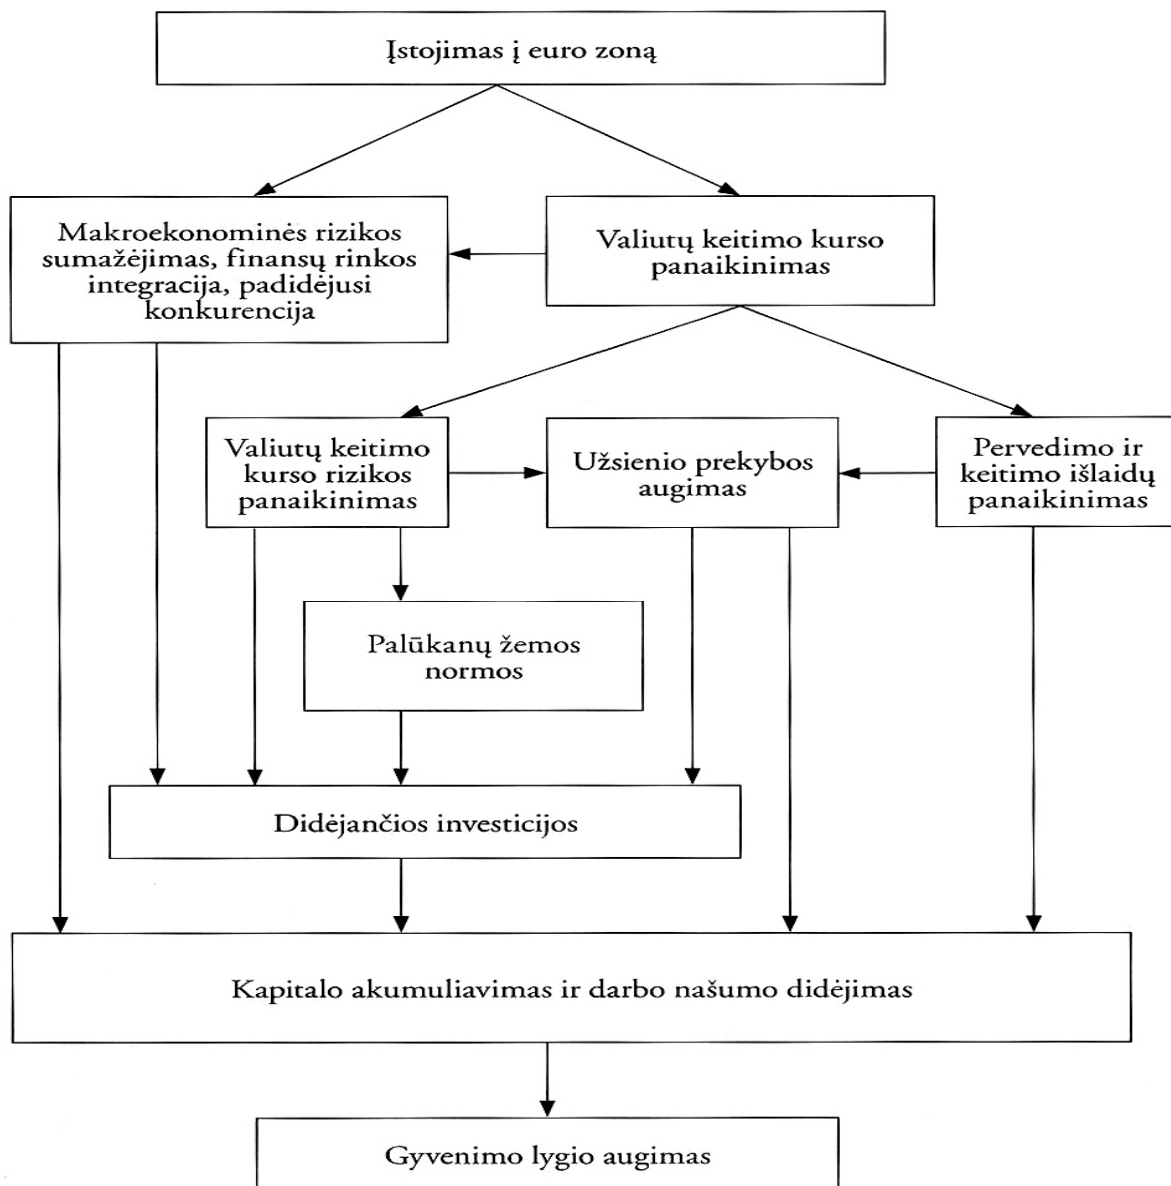 Įstojimas į euro zoną
Makroekonominės rizikos
sumažėjimas, finansų rinkos
integracija, padidėjusi
konkurencija
Valiutų keitimo kurso
panaikinimas
Valiutų keitimo
kurso rizikos
panaikinimas
Užsienio prekybos
augimas
Pervedimo ir
keitimo išlaidų
panaikinimas
Palūkanų žemos
normos
Didėjančios investicijos
Kapitalo akumuliavimas ir darbo našumo didėjimas
Gyvenimo lygio augimas